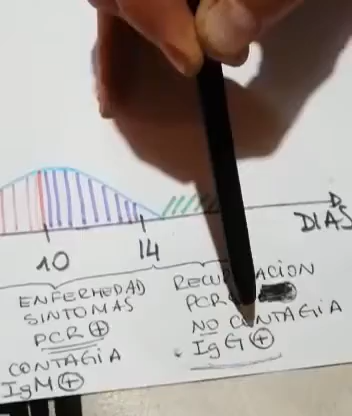 DIAS
10 14
ENFERMEDAD
SINTOMAS
PCR ⊕
CONTAGIA
IgM ⊕
PCR
NO CONTAGIA
IgG ⊕